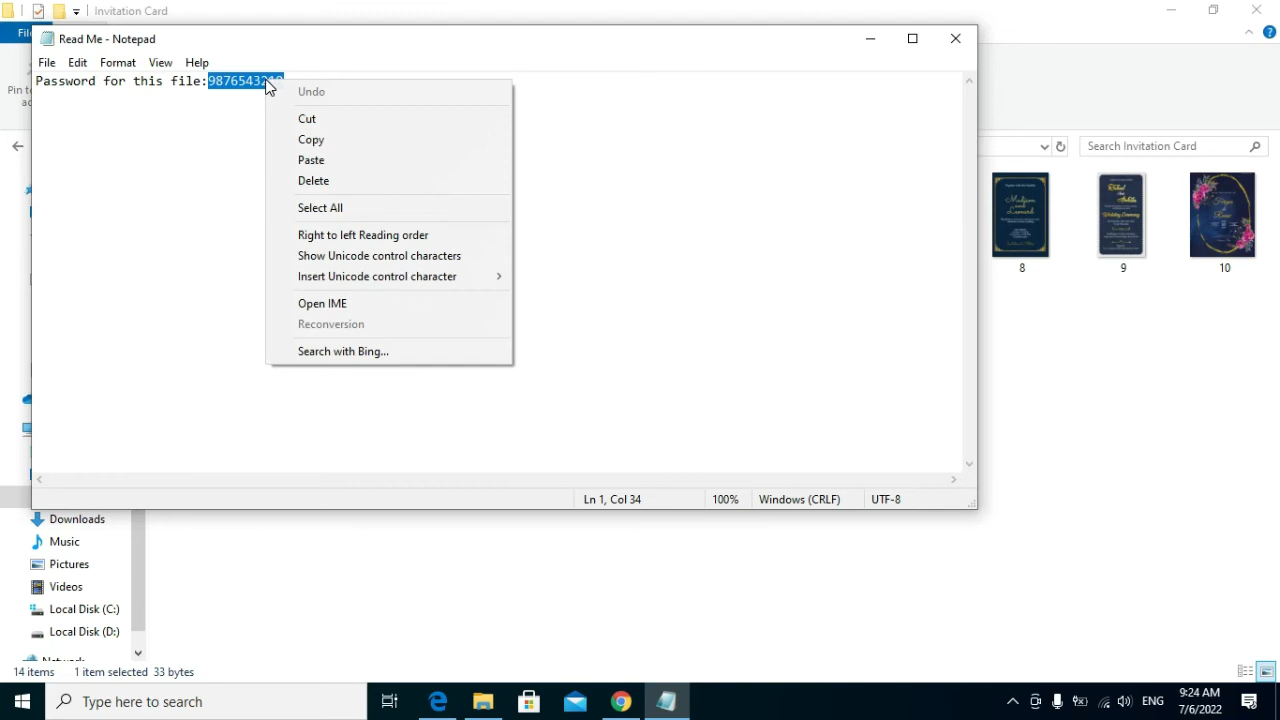 Invitation Card
File
Read Me - Notepad
File Edit Format View Help
Password for this file:9876543210
Undo
Cut
Copy
Paste
Delete
Select All
Right to left Reading order
Show Unicode control characters
Insert Unicode control character
Open IME
Reconversion
Search with Bing...
Search Invitation Card
8
9
10
Ln 1, Col 34
100%
Windows (CRLF)
UTF-8
Downloads
Music
Pictures
Videos
Local Disk (C:)
Local Disk (D:)
Network
14 items 1 item selected 33 bytes
Type here to search
ENG
9:24 AM
7/6/2022